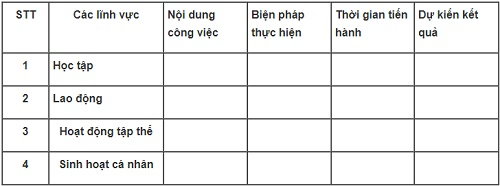 STT Các lĩnh vực Nội dung công việc Biện pháp thực hiện Thời gian tiến hành Dự kiến kết quả
1 Học tập
2 Lao động
3 Hoạt động tập thể
4 Sinh hoạt cá nhân